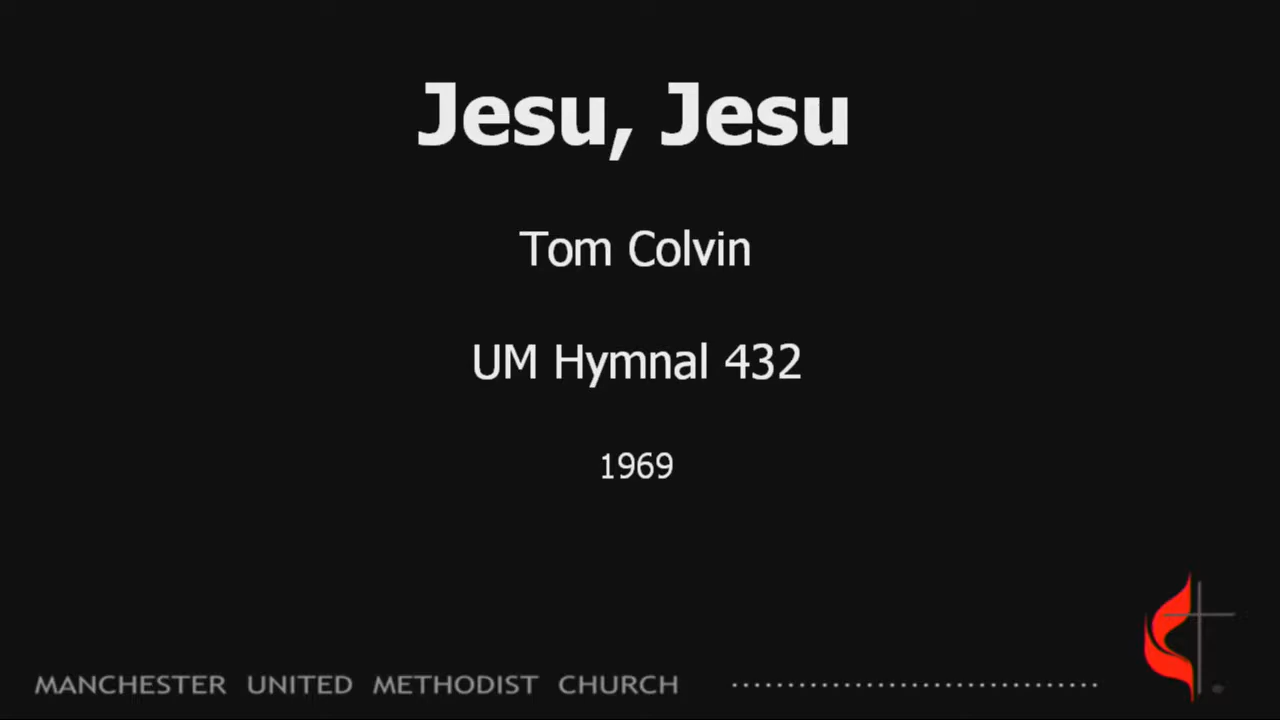 Jesu, Jesu
Tom Colvin
UM Hymnal 432
1969
MANCHESTER UNITED METHODIST CHURCH